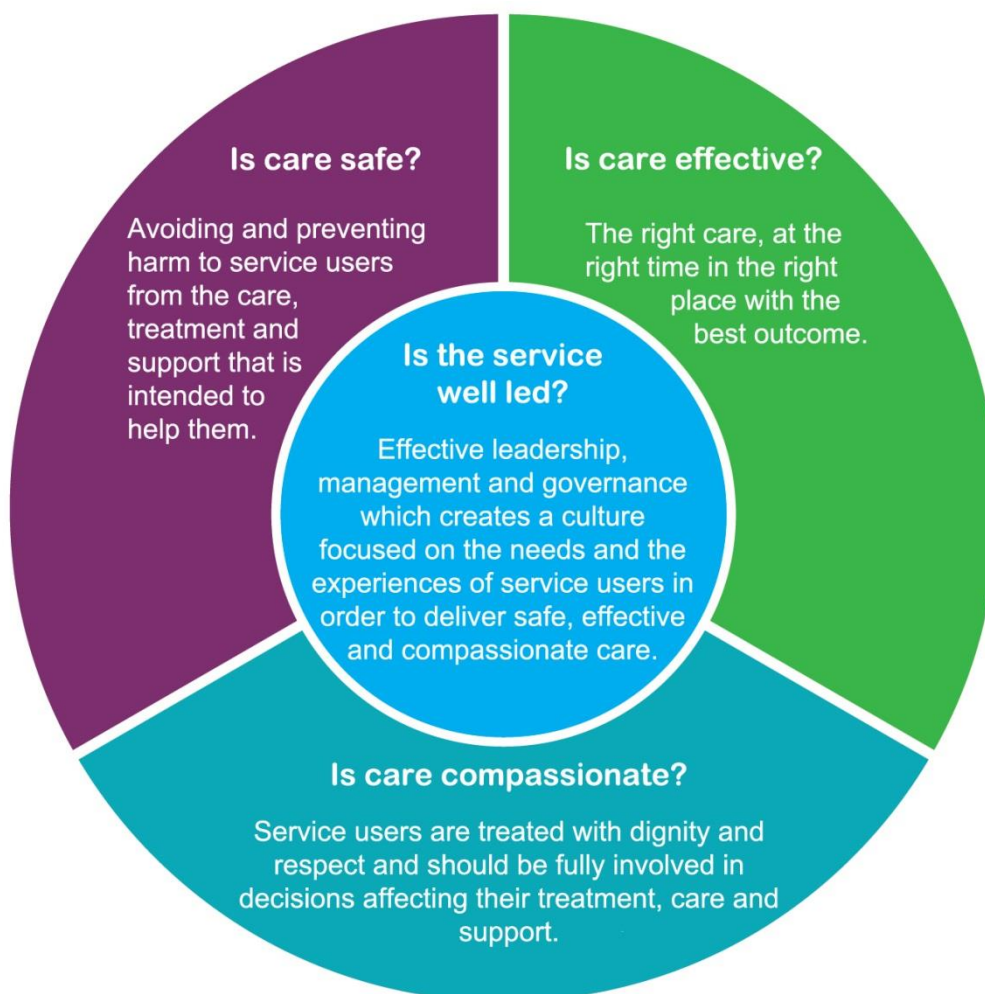 Is care safe?
Avoiding and preventing
harm to service users
from the care,
treatment and
support that is
intended to
help them.
Is care effective?
The right care, at the
right time in the right
place with the
best outcome.
Is the service
well led?
Effective leadership,
management and governance
which creates a culture
focused on the needs and the
experiences of service users in
order to deliver safe, effective
and compassionate care.
Is care compassionate?
Service users are treated with dignity and
respect and should be fully involved in
decisions affecting their treatment, care and
support.